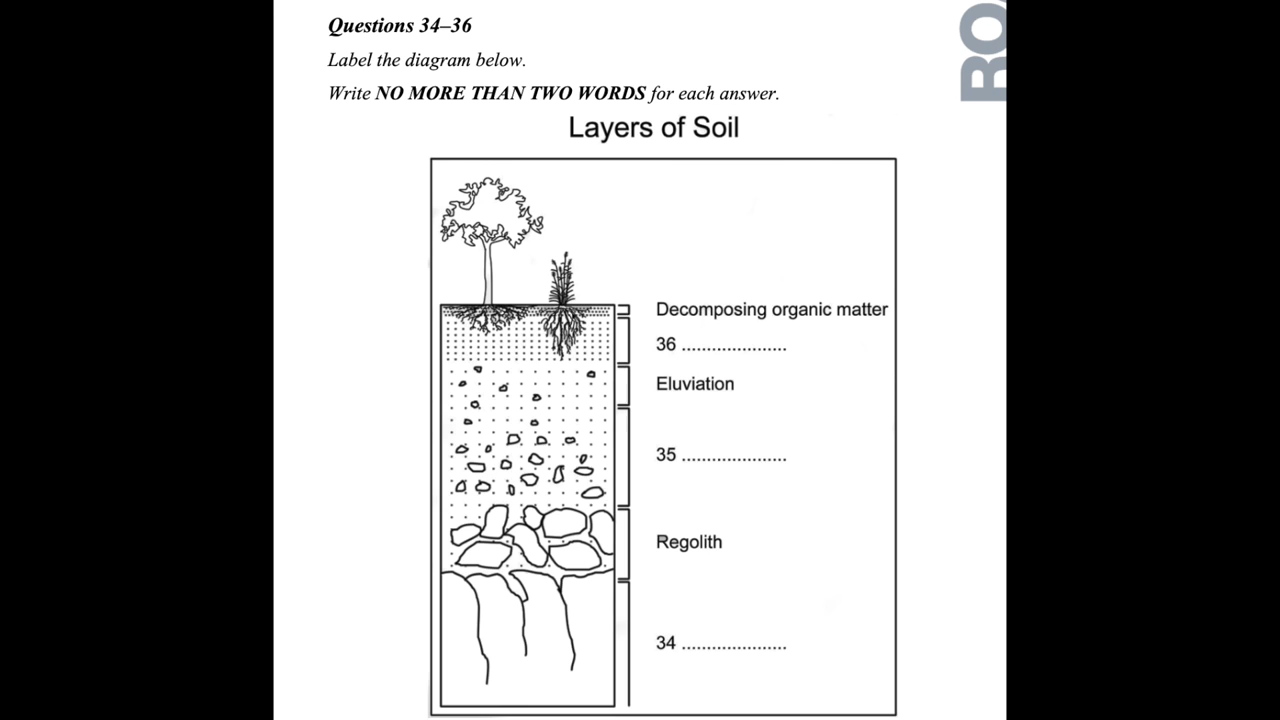 Questions 34–36
Label the diagram below.
Write NO MORE THAN TWO WORDS for each answer.
Layers of Soil
Decomposing organic matter
36 .....................
Eluviation
35 .....................
Regolith
34 .....................
BO